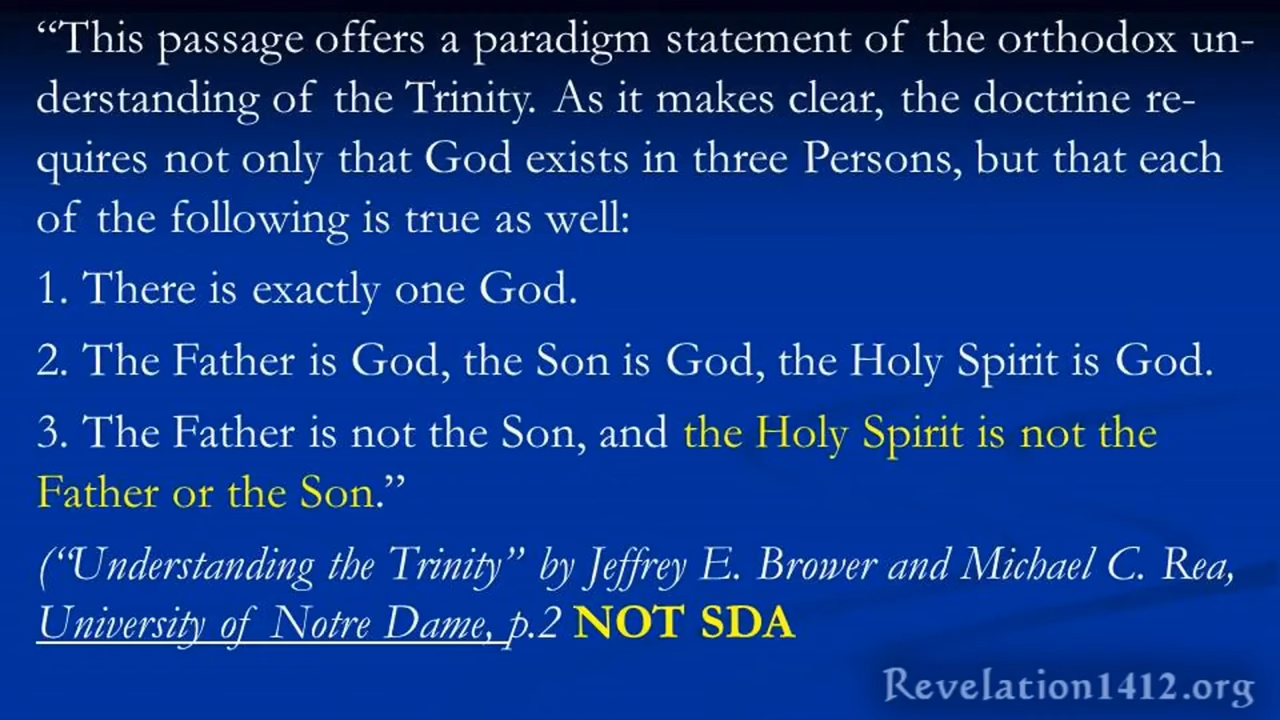 “This passage offers a paradigm statement of the orthodox un-
derstanding of the Trinity. As it makes clear, the doctrine re-
quires not only that God exists in three Persons, but that each
of the following is true as well:
1. There is exactly one God.
2. The Father is God, the Son is God, the Holy Spirit is God.
3. The Father is not the Son, and the Holy Spirit is not the
Father or the Son.”
(“Understanding the Trinity” by Jeffrey E. Brower and Michael C. Rea,
University of Notre Dame, p.2 NOT SDA
Revelation1412.org